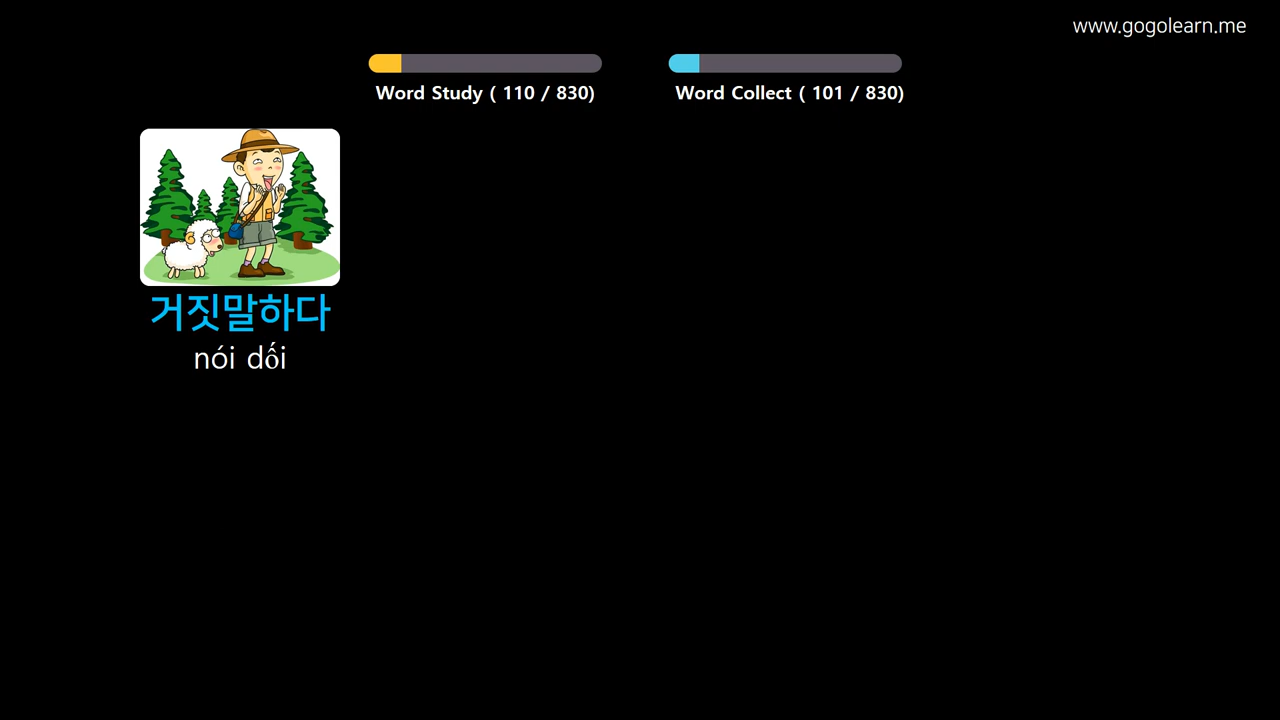 www.gogolearn.me
Word Study ( 110 / 830)
Word Collect ( 101 / 830)
거짓말하다
nói dối